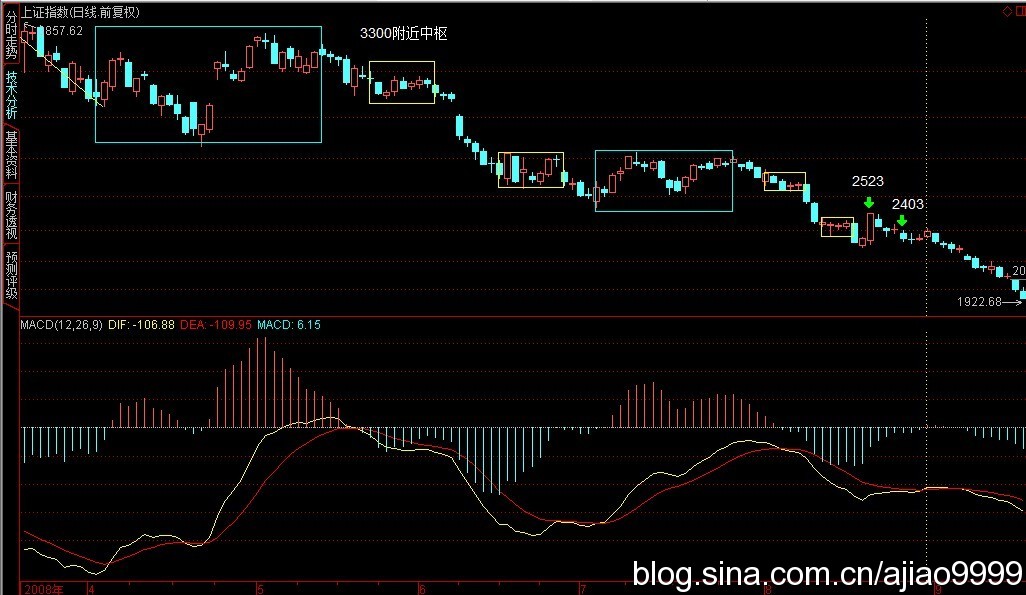 上证指数(日线.前复权)
3857.62
3300附近中枢
2523
2403
20
1922.68
分时走势
技术分析
基本资料
财务透视
预测评级
MACD(12,26,9) DIF: -106.88 DEA: -109.95 MACD: 6.15
2008年 4 5 6 7 8 9
blog.sina.com.cn/ajiao9999